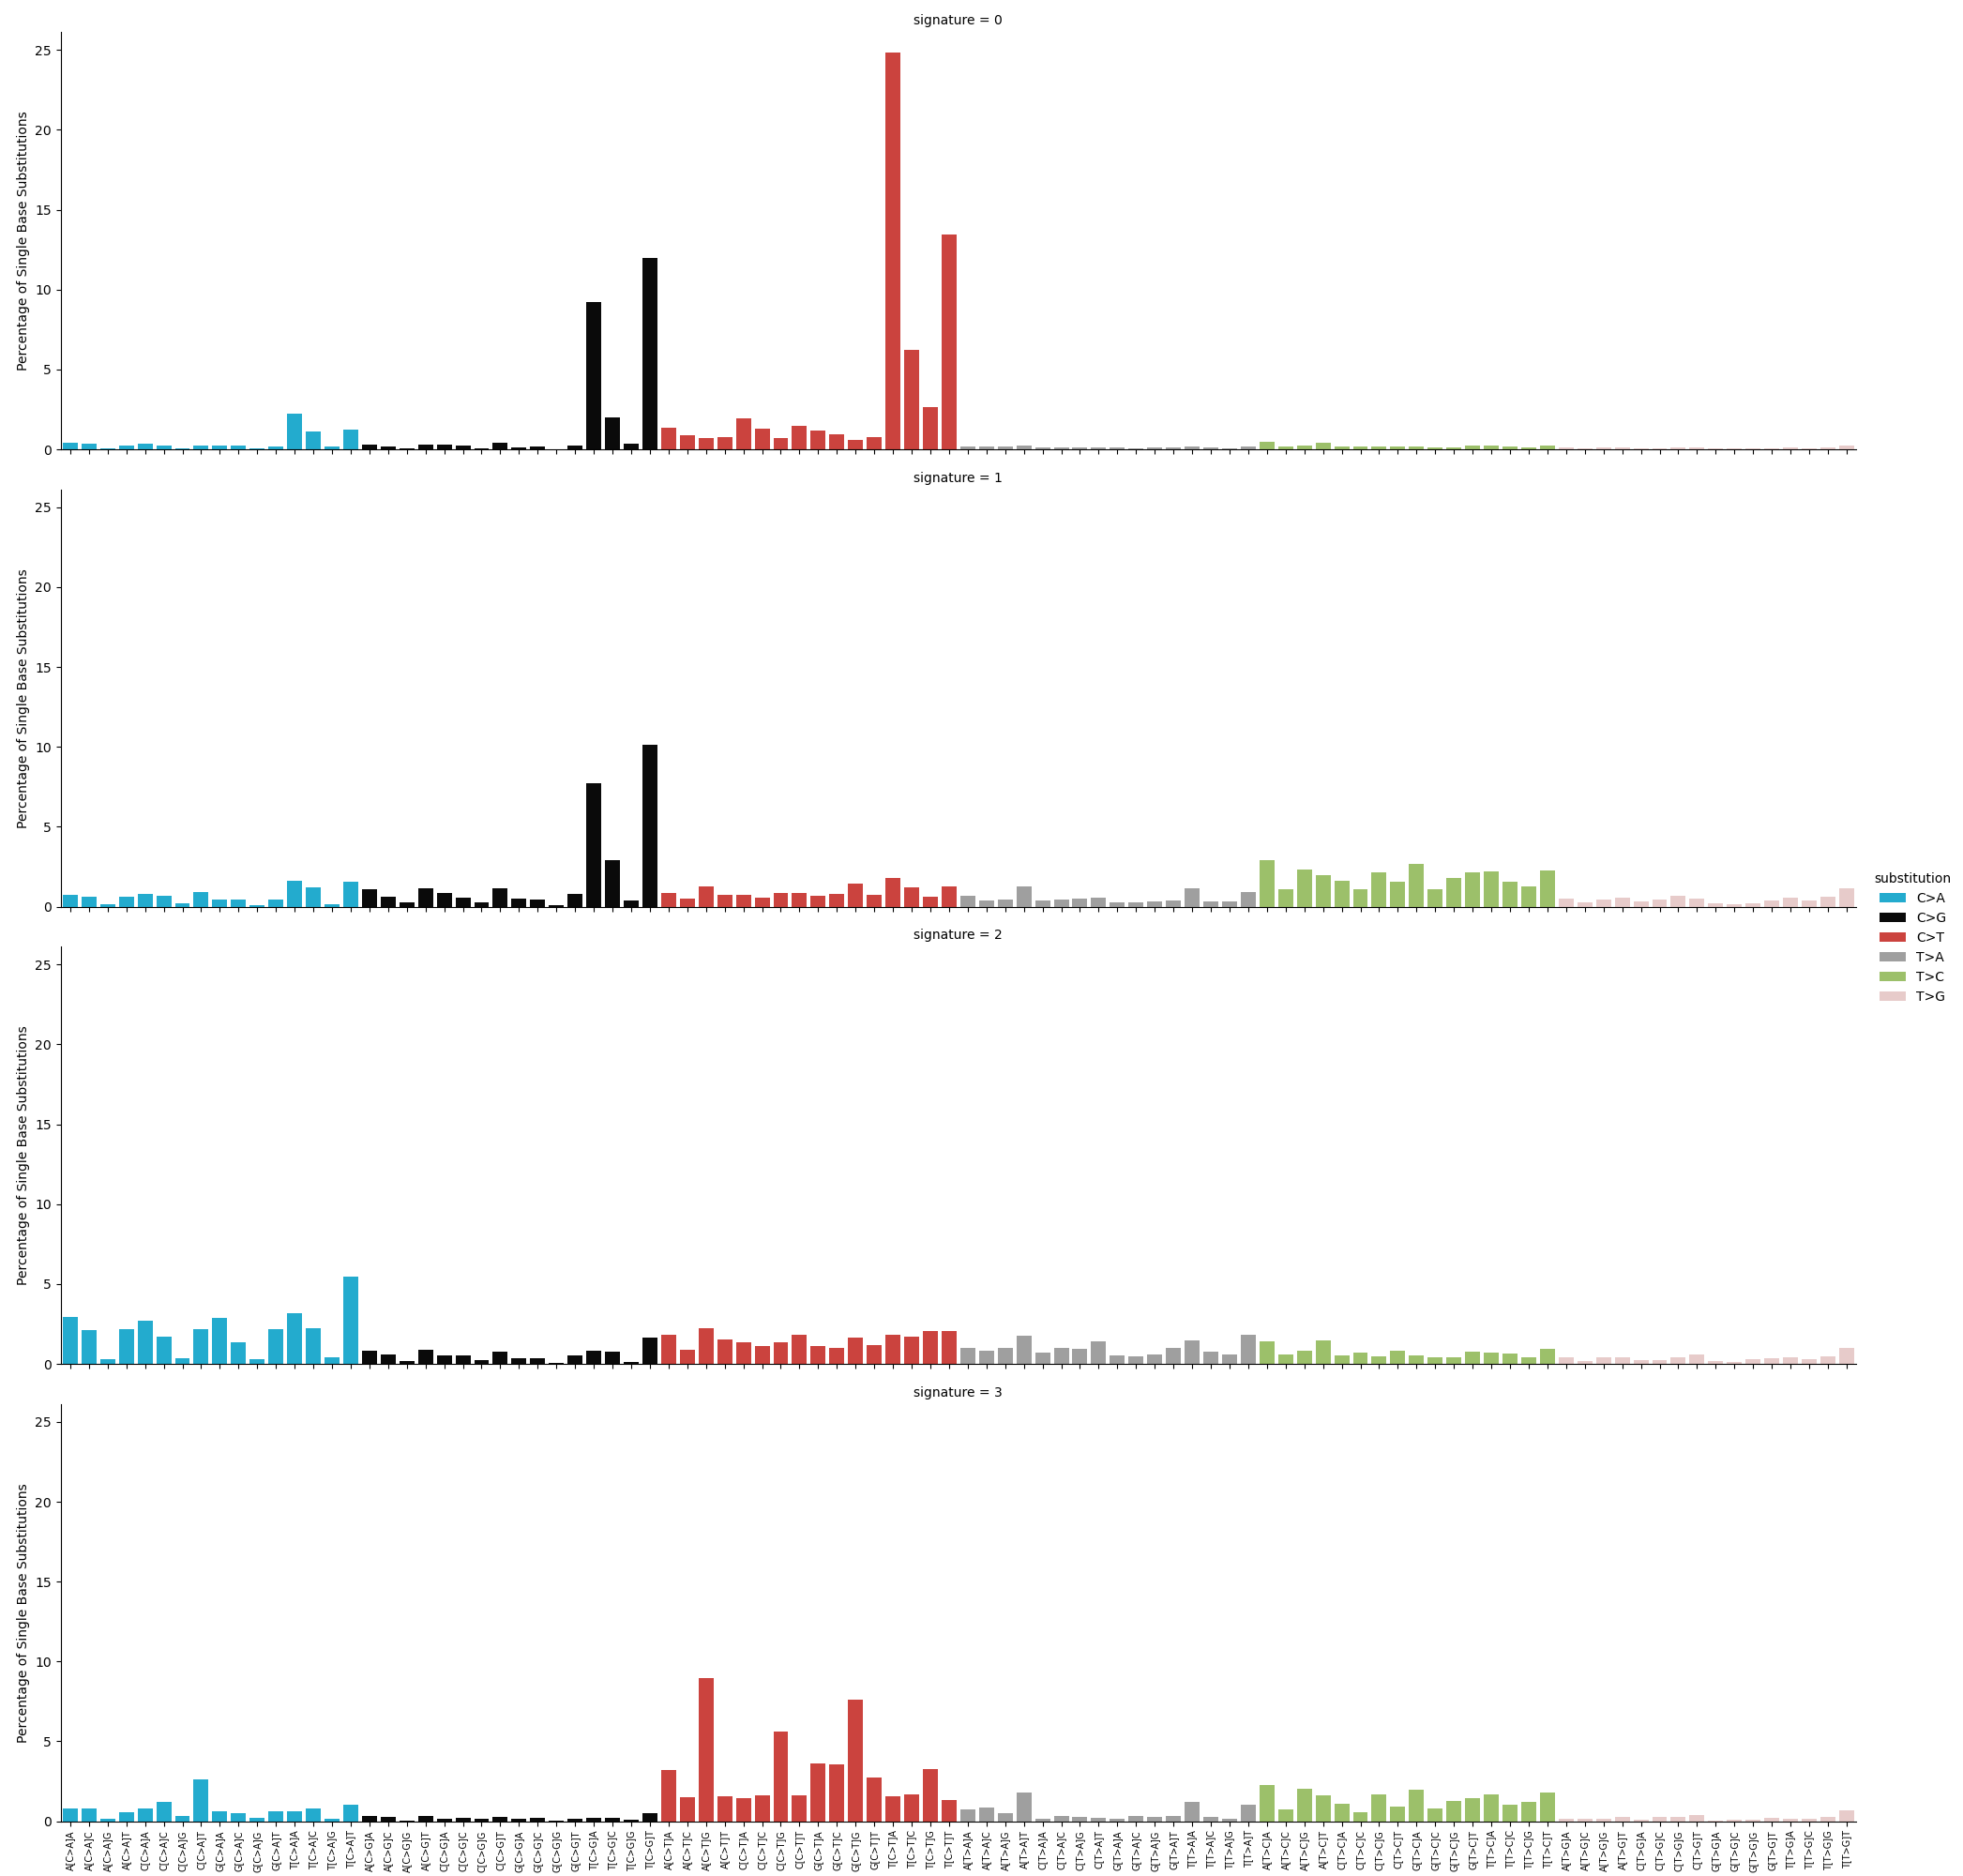 signature = 0
Percentage of Single Base Substitutions
25
20
15
10
5
0
signature = 1
Percentage of Single Base Substitutions
25
20
15
10
5
0
signature = 2
Percentage of Single Base Substitutions
25
20
15
10
5
0
signature = 3
Percentage of Single Base Substitutions
25
20
15
10
5
0
A[C>A]A
A[C>A]C
A[C>A]G
A[C>A]T
C[C>A]A
C[C>A]C
C[C>A]G
C[C>A]T
G[C>A]A
G[C>A]C
G[C>A]G
G[C>A]T
T[C>A]A
T[C>A]C
T[C>A]G
T[C>A]T
A[C>G]A
A[C>G]C
A[C>G]G
A[C>G]T
C[C>G]A
C[C>G]C
C[C>G]G
C[C>G]T
G[C>G]A
G[C>G]C
G[C>G]G
G[C>G]T
T[C>G]A
T[C>G]C
T[C>G]G
T[C>G]T
A[C>T]A
A[C>T]C
A[C>T]G
A[C>T]T
C[C>T]A
C[C>T]C
C[C>T]G
C[C>T]T
G[C>T]A
G[C>T]C
G[C>T]G
G[C>T]T
T[C>T]A
T[C>T]C
T[C>T]G
T[C>T]T
A[T>A]A
A[T>A]C
A[T>A]G
A[T>A]T
C[T>A]A
C[T>A]C
C[T>A]G
C[T>A]T
G[T>A]A
G[T>A]C
G[T>A]G
G[T>A]T
T[T>A]A
T[T>A]C
T[T>A]G
T[T>A]T
A[T>C]A
A[T>C]C
A[T>C]G
A[T>C]T
C[T>C]A
C[T>C]C
C[T>C]G
C[T>C]T
G[T>C]A
G[T>C]C
G[T>C]G
G[T>C]T
T[T>C]A
T[T>C]C
T[T>C]G
T[T>C]T
A[T>G]A
A[T>G]C
A[T>G]G
A[T>G]T
C[T>G]A
C[T>G]C
C[T>G]G
C[T>G]T
G[T>G]A
G[T>G]C
G[T>G]G
G[T>G]T
T[T>G]A
T[T>G]C
T[T>G]G
T[T>G]T
substitution
C>A
C>G
C>T
T>A
T>C
T>G